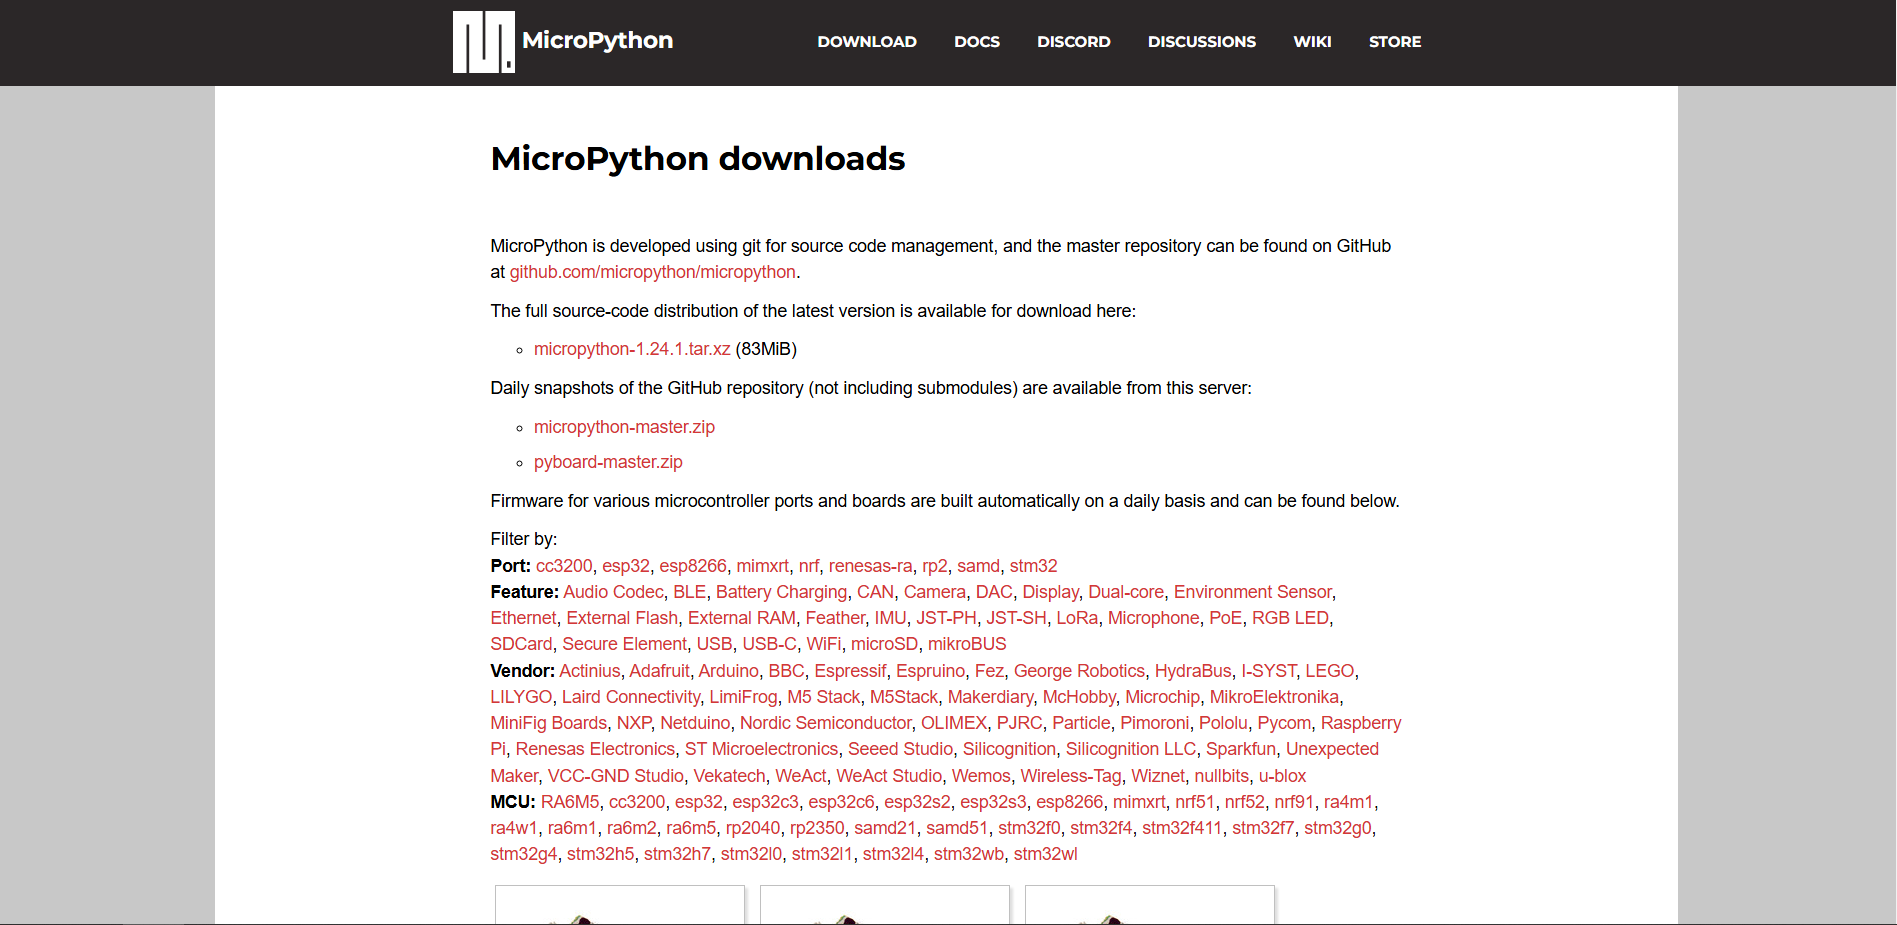 MicroPython
DOWNLOAD DOCS DISCORD DISCUSSIONS WIKI STORE
MicroPython downloads
MicroPython is developed using git for source code management, and the master repository can be found on GitHub
at github.com/micropython/micropython.
The full source-code distribution of the latest version is available for download here:
micropython-1.24.1.tar.xz (83MiB)
Daily snapshots of the GitHub repository (not including submodules) are available from this server:
micropython-master.zip
pyboard-master.zip
Firmware for various microcontroller ports and boards are built automatically on a daily basis and can be found below.
Filter by:
Port: cc3200, esp32, esp8266, mimxrt, nrf, renesas-ra, rp2, samd, stm32
Feature: Audio Codec, BLE, Battery Charging, CAN, Camera, DAC, Display, Dual-core, Environment Sensor,
Ethernet, External Flash, External RAM, Feather, IMU, JST-PH, JST-SH, LoRa, Microphone, PoE, RGB LED,
SDCard, Secure Element, USB, USB-C, WiFi, microSD, mikroBUS
Vendor: Actinius, Adafruit, Arduino, BBC, Espressif, Espruino, Fez, George Robotics, HydraBus, I-SYST, LEGO,
LILYGO, Laird Connectivity, LimiFrog, M5 Stack, M5Stack, Makerdiary, McHobby, Microchip, MikroElektronika,
MiniFig Boards, NXP, Netduino, Nordic Semiconductor, OLIMEX, PJRC, Particle, Pimoroni, Pololu, Pycom, Raspberry
Pi, Renesas Electronics, ST Microelectronics, Seeed Studio, Silicognition, Silicognition LLC, Sparkfun, Unexpected
Maker, VCC-GND Studio, Vekatech, WeAct, WeAct Studio, Wemos, Wireless-Tag, Wiznet, nullbits, u-blox
MCU: RA6M5, cc3200, esp32, esp32c3, esp32c6, esp32s2, esp32s3, esp8266, mimxrt, nrf51, nrf52, nrf91, ra4m1,
ra4w1, ra6m1, ra6m2, ra6m5, rp2040, rp2350, samd21, samd51, stm32f0, stm32f4, stm32f411, stm32f7, stm32g0,
stm32g4, stm32h5, stm32h7, stm32l0, stm32l1, stm32l4, stm32wb, stm32wl